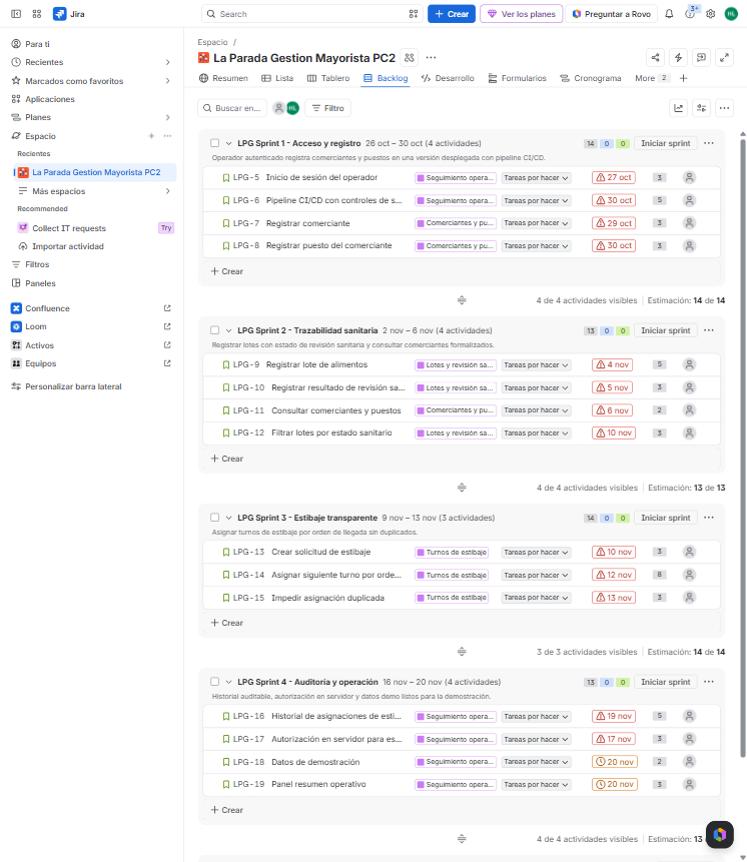 Jira
Search
Crear
Ver los planes
Preguntar a Rovo
3+
HL
Para ti
Recientes
Marcados como favoritos
Aplicaciones
Planes
Espacio
Recientes
La Parada Gestion Mayorista PC2
Más espacios
Recommended
Collect IT requests Try
Importar actividad
Filtros
Paneles
Confluence
Loom
Activos
Equipos
Personalizar barra lateral
Espacio /
La Parada Gestion Mayorista PC2
Resumen Lista Tablero Backlog Desarrollo Formularios Cronograma More 2
Buscar en... HL Filtro
LPG Sprint 1 - Acceso y registro 26 oct – 30 oct (4 actividades) 14 0 0 Iniciar sprint
Operador autenticado registra comerciantes y puestos en una versión desplegada con pipeline CI/CD.
LPG-5 Inicio de sesión del operador Seguimiento opera... Tareas por hacer 27 oct 3
LPG-6 Pipeline CI/CD con controles de s... Seguimiento opera... Tareas por hacer 30 oct 5
LPG-7 Registrar comerciante Comerciantes y pu... Tareas por hacer 29 oct 3
LPG-8 Registrar puesto del comerciante Comerciantes y pu... Tareas por hacer 30 oct 3
Crear
4 de 4 actividades visibles Estimación: 14 de 14
LPG Sprint 2 - Trazabilidad sanitaria 2 nov – 6 nov (4 actividades) 13 0 0 Iniciar sprint
Registrar lotes con estado de revisión sanitaria y consultar comerciantes formalizados.
LPG-9 Registrar lote de alimentos Lotes y revisión sa... Tareas por hacer 4 nov 5
LPG-10 Registrar resultado de revisión sa... Lotes y revisión sa... Tareas por hacer 5 nov 3
LPG-11 Consultar comerciantes y puestos Comerciantes y pu... Tareas por hacer 6 nov 2
LPG-12 Filtrar lotes por estado sanitario Lotes y revisión sa... Tareas por hacer 10 nov 3
Crear
4 de 4 actividades visibles Estimación: 13 de 13
LPG Sprint 3 - Estibaje transparente 9 nov – 13 nov (3 actividades) 14 0 0 Iniciar sprint
Asignar turnos de estibaje por orden de llegada sin duplicados.
LPG-13 Crear solicitud de estibaje Turnos de estibaje Tareas por hacer 10 nov 3
LPG-14 Asignar siguiente turno por orde... Turnos de estibaje Tareas por hacer 12 nov 8
LPG-15 Impedir asignación duplicada Turnos de estibaje Tareas por hacer 13 nov 3
Crear
3 de 3 actividades visibles Estimación: 14 de 14
LPG Sprint 4 - Auditoría y operación 16 nov – 20 nov (4 actividades) 13 0 0 Iniciar sprint
Historial auditable, autorización en servidor y datos demo listos para la demostración.
LPG-16 Historial de asignaciones de esti... Seguimiento opera... Tareas por hacer 19 nov 5
LPG-17 Autorización en servidor para es... Seguimiento opera... Tareas por hacer 17 nov 3
LPG-18 Datos de demostración Seguimiento opera... Tareas por hacer 20 nov 2
LPG-19 Panel resumen operativo Seguimiento opera... Tareas por hacer 20 nov 3
Crear
4 de 4 actividades visibles Estimación: 13